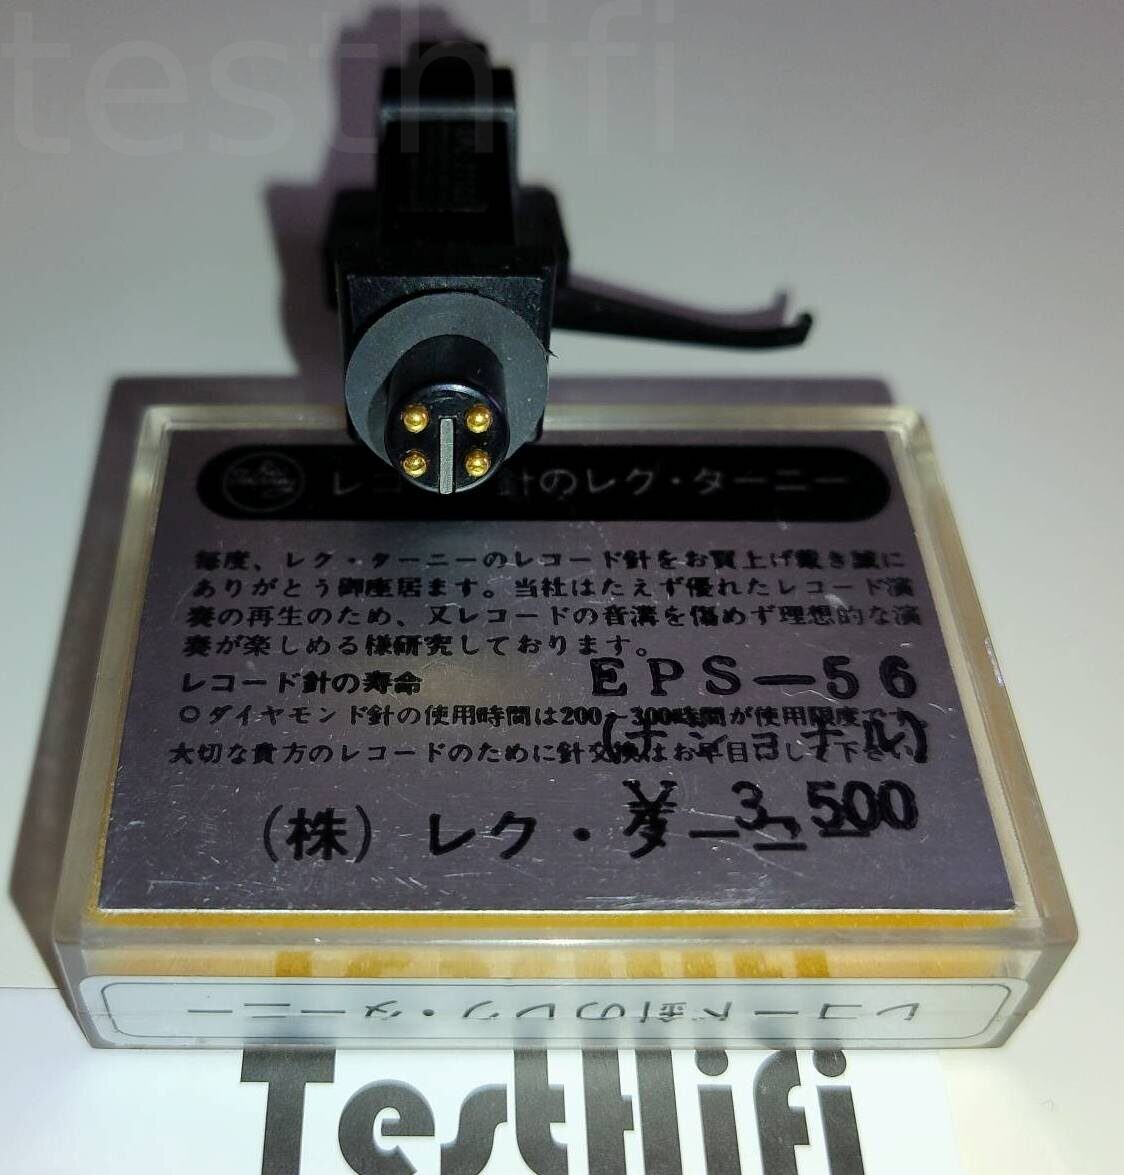 testhifi
レコード針のレク・ターニー
毎度、レク・ターニーのレコード針をお買上げ戴き誠に
ありがとう御座居ます。当社はたえず優れたレコード演
奏の再生のため、又レコードの音溝を傷めず理想的な演
奏が楽しめる様研究しております。
レコード針の寿命
EPS—56
○ダイヤモンド針の使用時間は200~300時間が使用限度です。
(ナショナル)
大切な貴方のレコードのために針交換はお早目にして下さい。
¥ 3,500
(株) レク・ターニー
レコード針のレク・ターニー
TestHifi